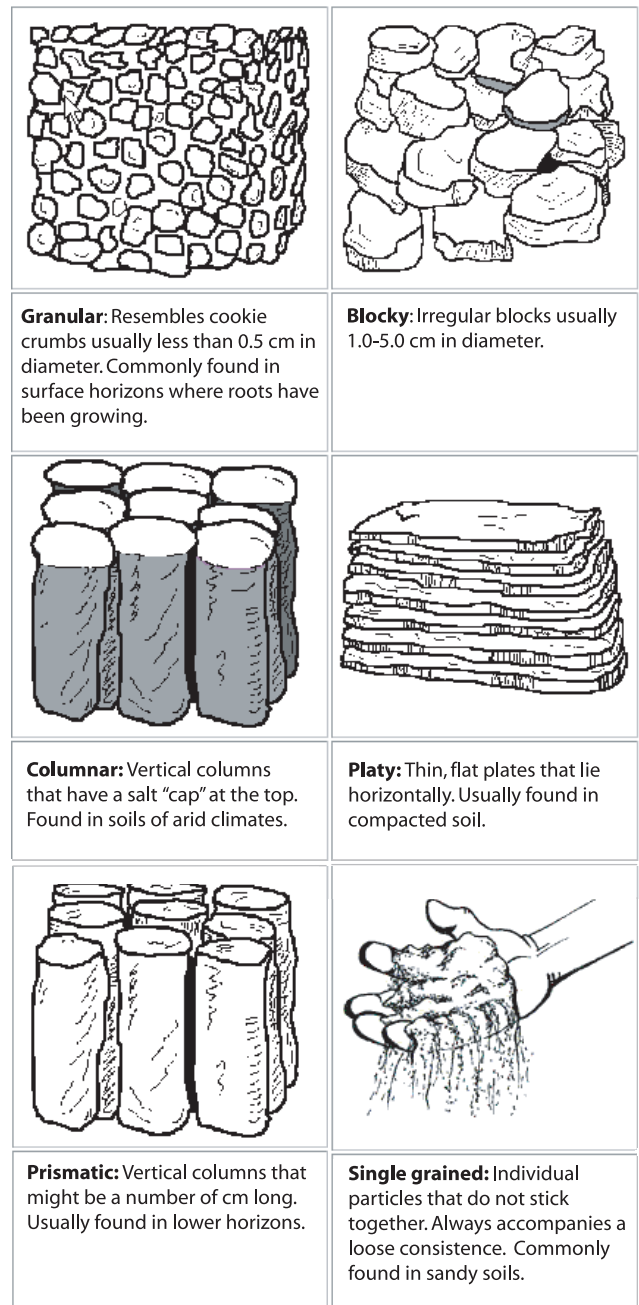 Granular: Resembles cookie
crumbs usually less than 0.5 cm in
diameter. Commonly found in
surface horizons where roots have
been growing.
Blocky: Irregular blocks usually
1.0-5.0 cm in diameter.
Columnar: Vertical columns
that have a salt “cap” at the top.
Found in soils of arid climates.
Platy: Thin, flat plates that lie
horizontally. Usually found in
compacted soil.
Prismatic: Vertical columns that
might be a number of cm long.
Usually found in lower horizons.
Single grained: Individual
particles that do not stick
together. Always accompanies a
loose consistence. Commonly
found in sandy soils.